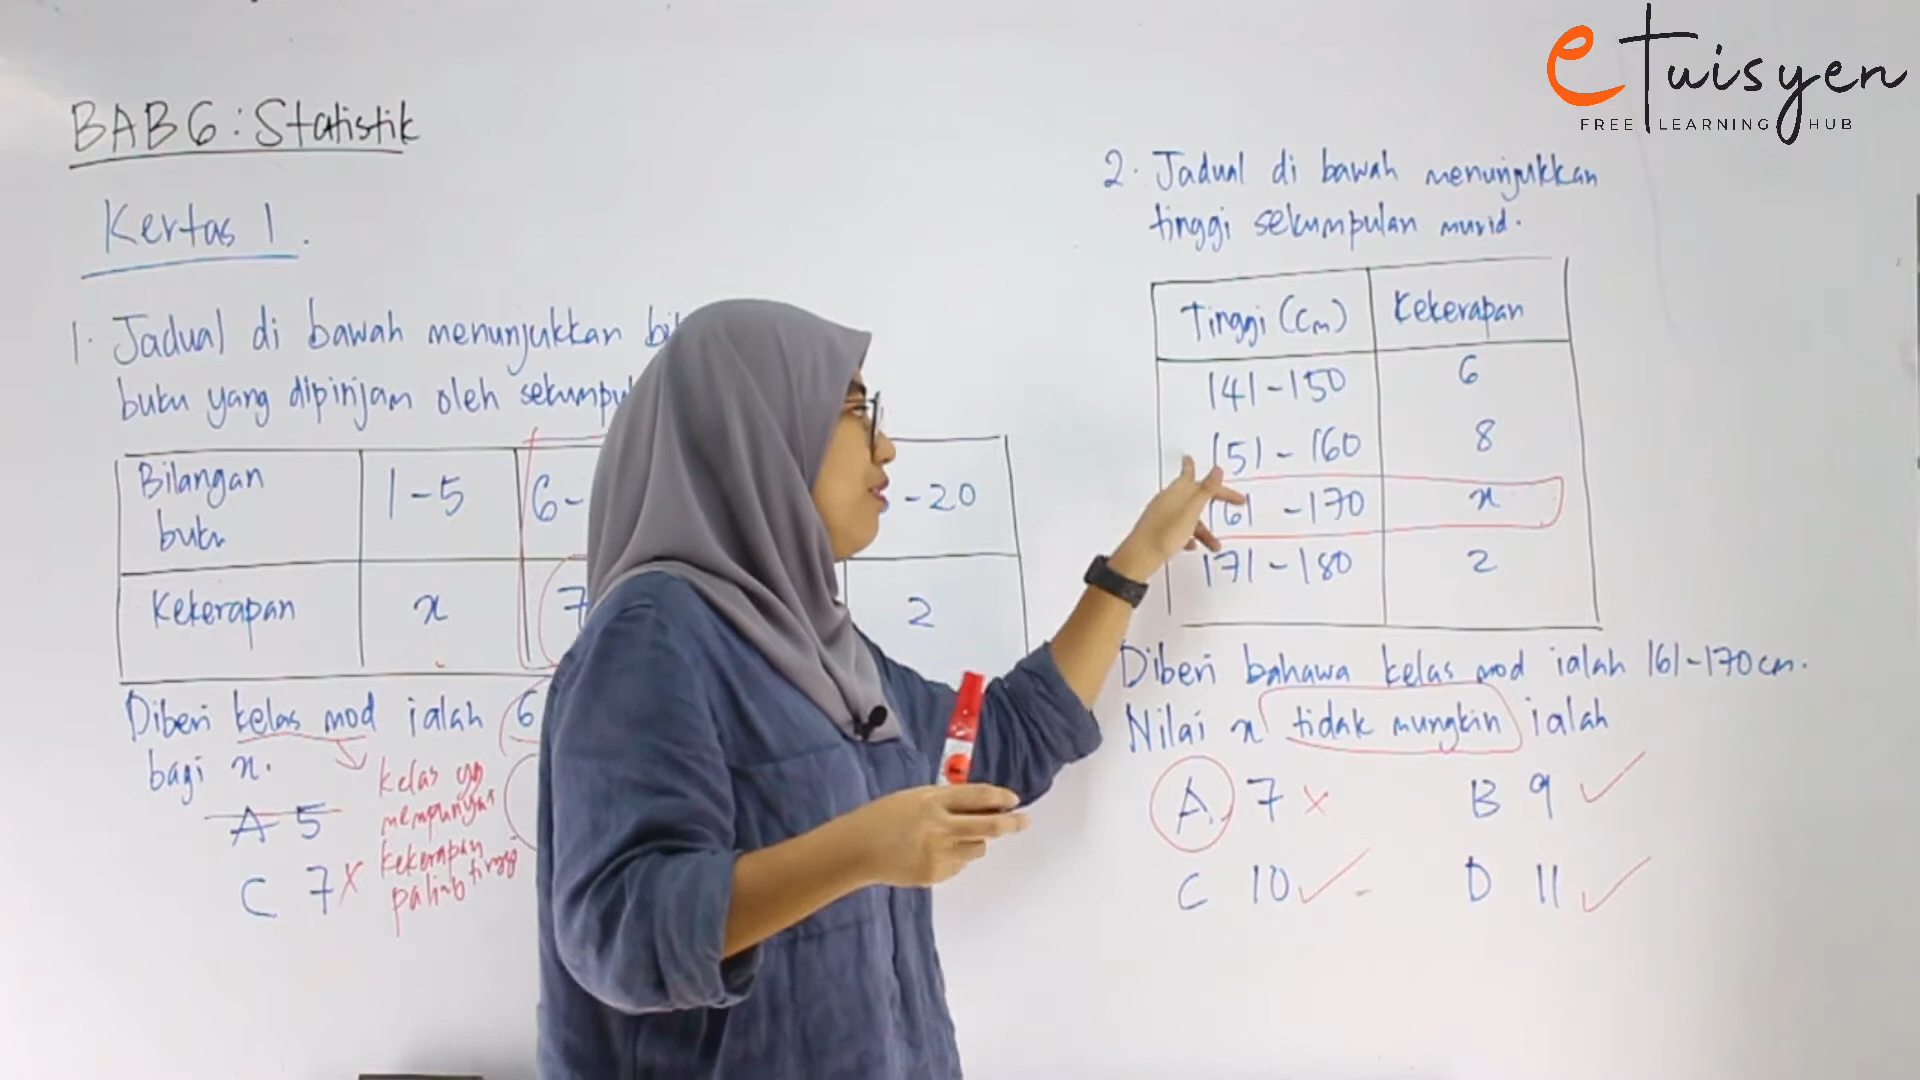 eTuisyen
FREE LEARNING HUB
BAB 6 : Statistik
Kertas 1.
1. Jadual di bawah menunjukkan
buku yang dipinjam oleh
Bilangan buku 1-5 6- -20
Kekerapan x 7 2
Diberi kelas mod ialah 6
bagi x.
kelas yg
mempunyai
kekerapan
paling tinggi
A 5
C 7 x
2. Jadual di bawah menunjukkan
tinggi sekumpulan murid.
Tinggi (cm) Kekerapan
141-150 6
151-160 8
161-170 x
171-180 2
Diberi bahawa kelas mod ialah 161-170cm.
Nilai x tidak mungkin ialah
A. 7 x B 9 ✓
C 10 ✓ D 11 ✓